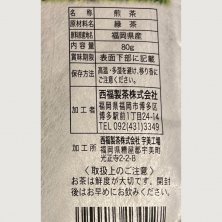 名称 煎茶
原材料名 緑茶
原料原産地名 福岡県産
内容量 80g
賞味期限 表面下部に記載
保存方法 高温・多湿を避け、移り香にご注意ください。
加工者 西福製茶株式会社
福岡県福岡市博多区
博多駅前1丁目24-14
TEL 092(431)3349
加工所 西福製茶株式会社 宇美工場
福岡県糟屋郡宇美町
光正寺2-2-8
〈取扱上のご注意〉
お茶は鮮度が大切です。開封
後はお早めにお飲みください。